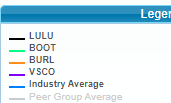 Legen
LULU
BOOT
BURL
VSCO
Industry Average
Peer Group Average